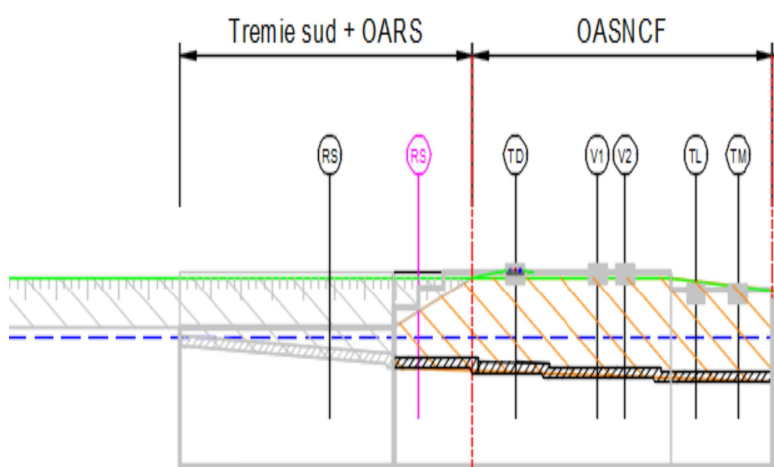 Tremie sud + OARS
OASNCF
RS
RS
TD
V1
V2
TL
TM